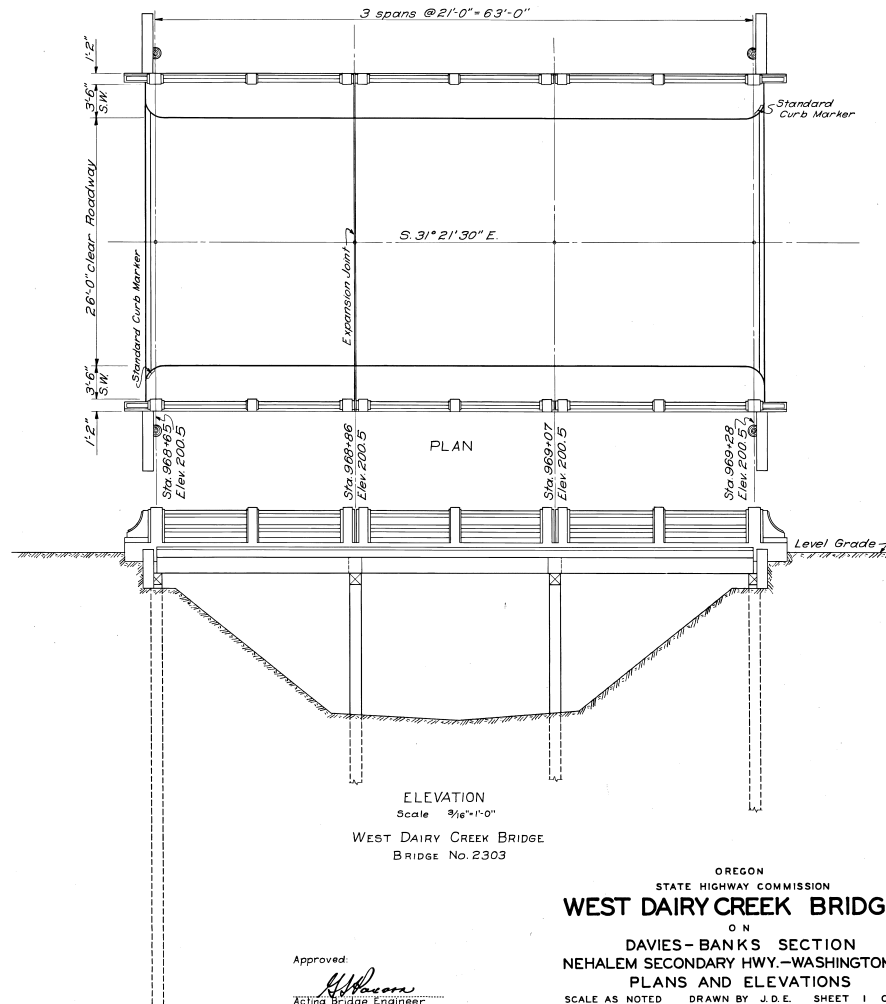 3 spans @ 21'-0" = 63'-0"
1'-2"
3'-6"
S.W.
Standard
Curb Marker
26'-0" clear Roadway
S. 31° 21' 30" E.
Expansion Joint
Standard Curb Marker
3'-6"
S.W.
1'-2"
Sta. 968+65
Elev. 200.5
Sta. 968+86
Elev. 200.5
PLAN
Sta. 969+07
Elev. 200.5
Sta. 969+28
Elev. 200.5
Level Grade
ELEVATION
Scale 3/16"=1'-0"
WEST DAIRY CREEK BRIDGE
BRIDGE No. 2303
OREGON
STATE HIGHWAY COMMISSION
WEST DAIRY CREEK BRIDG
ON
DAVIES-BANKS SECTION
NEHALEM SECONDARY HWY.-WASHINGTON
PLANS AND ELEVATIONS
SCALE AS NOTED DRAWN BY J.D.E. SHEET 1 O
Approved:
Acting Bridge Engineer